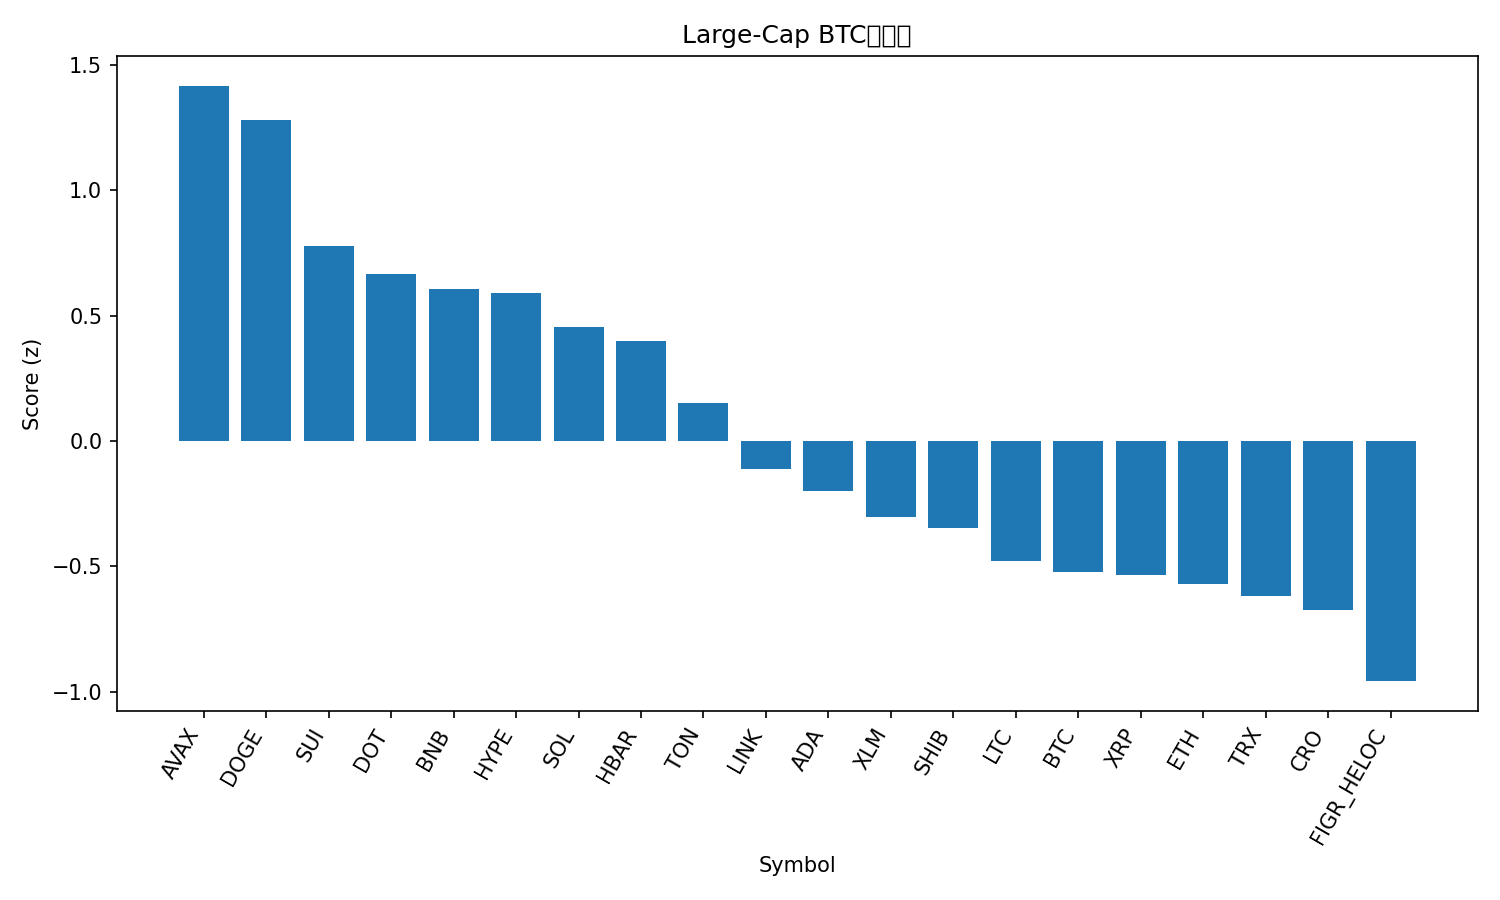 Large-Cap BTC
1.5
1.0
0.5
0.0
−0.5
−1.0
Score (z)
AVAX
DOGE
SUI
DOT
BNB
HYPE
SOL
HBAR
TON
LINK
ADA
XLM
SHIB
LTC
BTC
XRP
ETH
TRX
CRO
FIGR_HELOC
Symbol